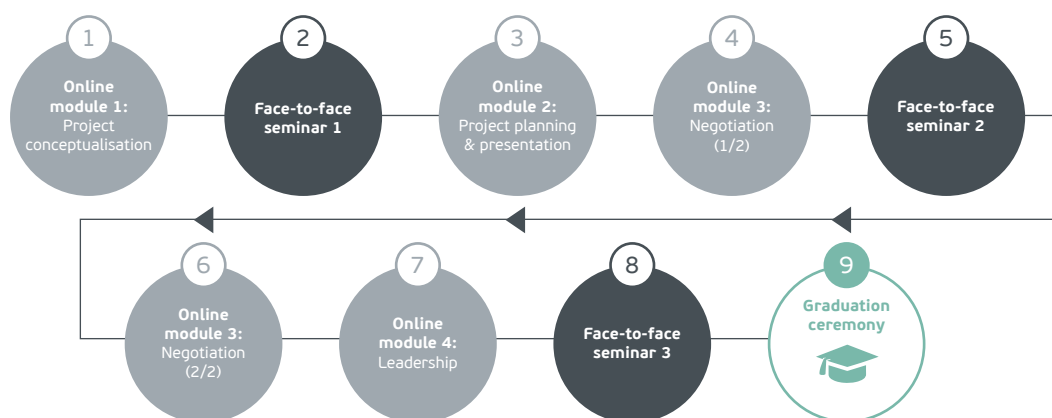 1
Online
module 1:
Project
conceptualisation
2
Face-to-face
seminar 1
3
Online
module 2:
Project planning
& presentation
4
Online
module 3:
Negotiation
(1/2)
5
Face-to-face
seminar 2
6
Online
module 3:
Negotiation
(2/2)
7
Online
module 4:
Leadership
8
Face-to-face
seminar 3
9
Graduation
ceremony